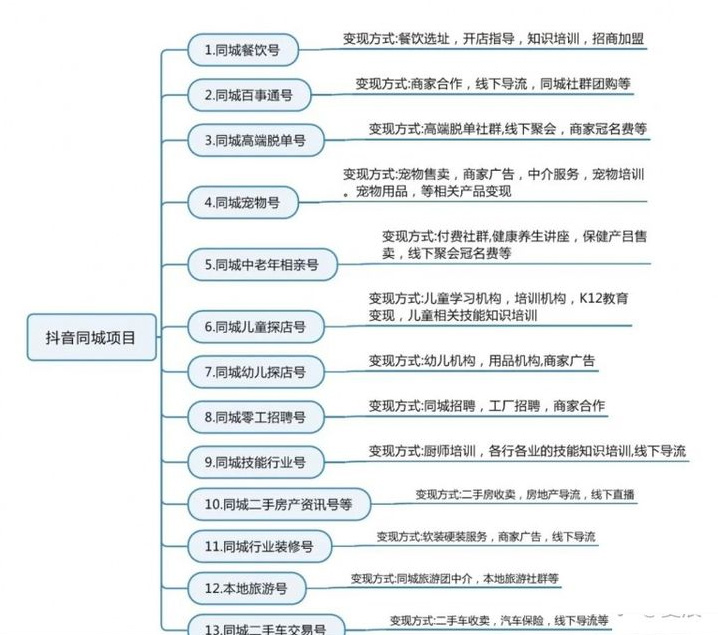 抖音同城项目
1.同城餐饮号
变现方式:餐饮选址，开店指导，知识培训，招商加盟
2.同城百事通号
变现方式:商家合作，线下导流，同城社群团购等
3.同城高端脱单号
变现方式:高端脱单社群,线下聚会，商家冠名费等
4.同城宠物号
变现方式:宠物售卖，商家广告，中介服务，宠物培训
。宠物用品，等相关产品变现
5.同城中老年相亲号
变现方式:付费社群,健康养生讲座，保健产吕售
卖，线下聚会冠名费等
6.同城儿童探店号
变现方式:儿童学习机构，培训机构，K12教育
变现，儿童相关技能知识培训
7.同城幼儿探店号
变现方式:幼儿机构，用品机构,商家广告
8.同城零工招聘号
变现方式:同城招聘，工厂招聘，商家合作
9.同城技能行业号
变现方式:厨师培训，各行各业的技能知识培训,线下导流
10.同城二手房产资讯号等
变现方式:二手房收卖，房地产导流，线下直播
11.同城行业装修号
变现方式:软装硬装服务，商家广告，线下导流
12.本地旅游号
变现方式:同城旅游团中介，本地旅游社群等
13.同城二手车交易号
变现方式:二手车收卖，汽车保险，线下导流等